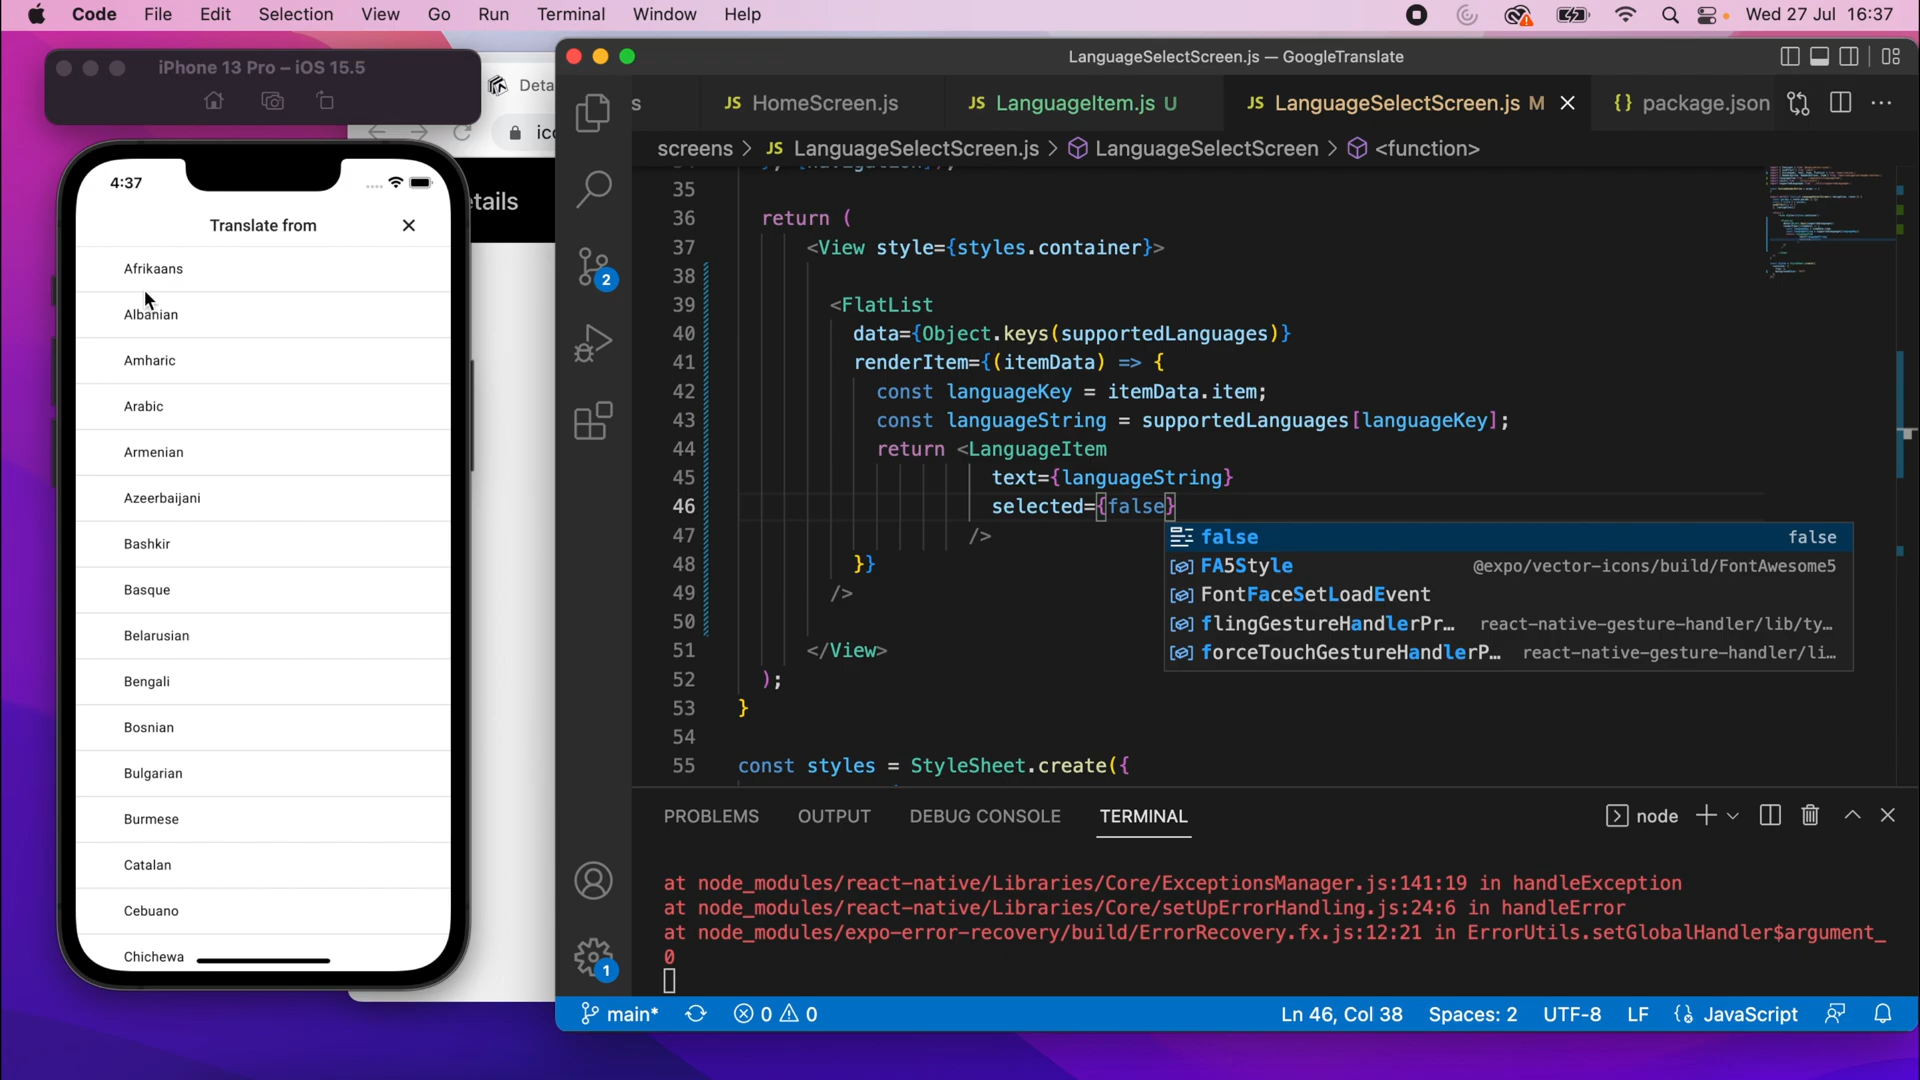 Code File Edit Selection View Go Run Terminal Window Help Wed 27 Jul 16:37
iPhone 13 Pro – iOS 15.5
Deta
ico
etails
4:37
Translate from
Afrikaans
Albanian
Amharic
Arabic
Armenian
Azeerbaijani
Bashkir
Basque
Belarusian
Bengali
Bosnian
Bulgarian
Burmese
Catalan
Cebuano
Chichewa
LanguageSelectScreen.js — GoogleTranslate
s JS HomeScreen.js JS LanguageItem.js U JS LanguageSelectScreen.js M {} package.json
screens > JS LanguageSelectScreen.js > LanguageSelectScreen > <function>
35
36 return (
37 <View style={styles.container}>
38
39 <FlatList
40 data={Object.keys(supportedLanguages)}
41 renderItem={(itemData) => {
42 const languageKey = itemData.item;
43 const languageString = supportedLanguages[languageKey];
44 return <LanguageItem
45 text={languageString}
46 selected={false}
47 />
48 }}
49 />
50
51 </View>
52 );
53 }
54
55 const styles = StyleSheet.create({
false false
FA5Style @expo/vector-icons/build/FontAwesome5
FontFaceSetLoadEvent
flingGestureHandlerPr… react-native-gesture-handler/lib/ty…
forceTouchGestureHandlerP… react-native-gesture-handler/li…
2
1
PROBLEMS OUTPUT DEBUG CONSOLE TERMINAL node
at node_modules/react-native/Libraries/Core/ExceptionsManager.js:141:19 in handleException
at node_modules/react-native/Libraries/Core/setUpErrorHandling.js:24:6 in handleError
at node_modules/expo-error-recovery/build/ErrorRecovery.fx.js:12:21 in ErrorUtils.setGlobalHandler$argument_
0
main* 0 0 Ln 46, Col 38 Spaces: 2 UTF-8 LF JavaScript